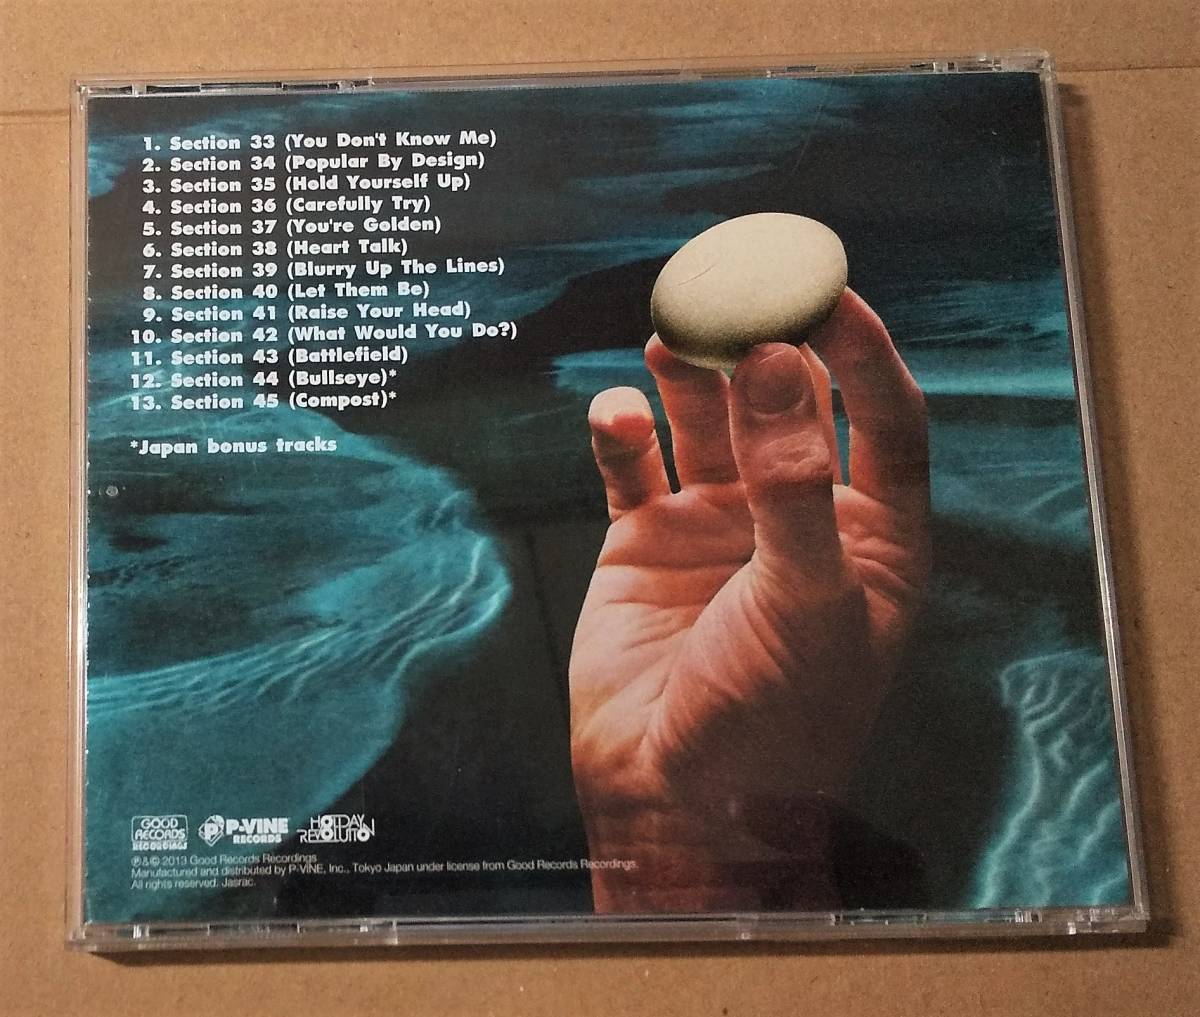 1. Section 33 (You Don't Know Me)
2. Section 34 (Popular By Design)
3. Section 35 (Hold Yourself Up)
4. Section 36 (Carefully Try)
5. Section 37 (You're Golden)
6. Section 38 (Heart Talk)
7. Section 39 (Blurry Up The Lines)
8. Section 40 (Let Them Be)
9. Section 41 (Raise Your Head)
10. Section 42 (What Would You Do?)
11. Section 43 (Battlefield)
12. Section 44 (Bullseye)*
13. Section 45 (Compost)*
*Japan bonus tracks
GOOD
RECORDS
RECORDINGS
P-VINE
RECORDS
HOLIDAY
REVOLUTION
℗&© 2013 Good Records Recordings
Manufactured and distributed by P-VINE, Inc., Tokyo Japan under license from Good Records Recordings.
All rights reserved. Jasrac.